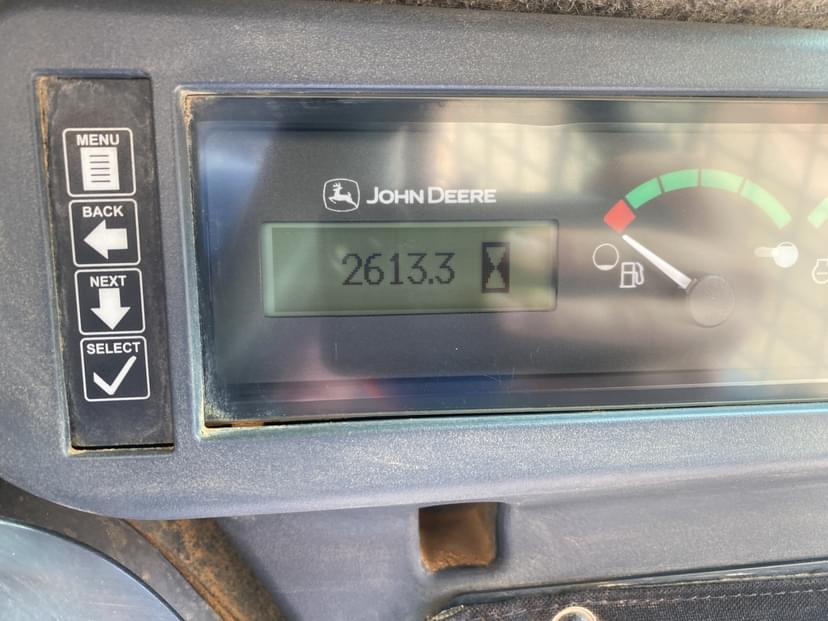 MENU
BACK
NEXT
SELECT
JOHN DEERE
2613.3